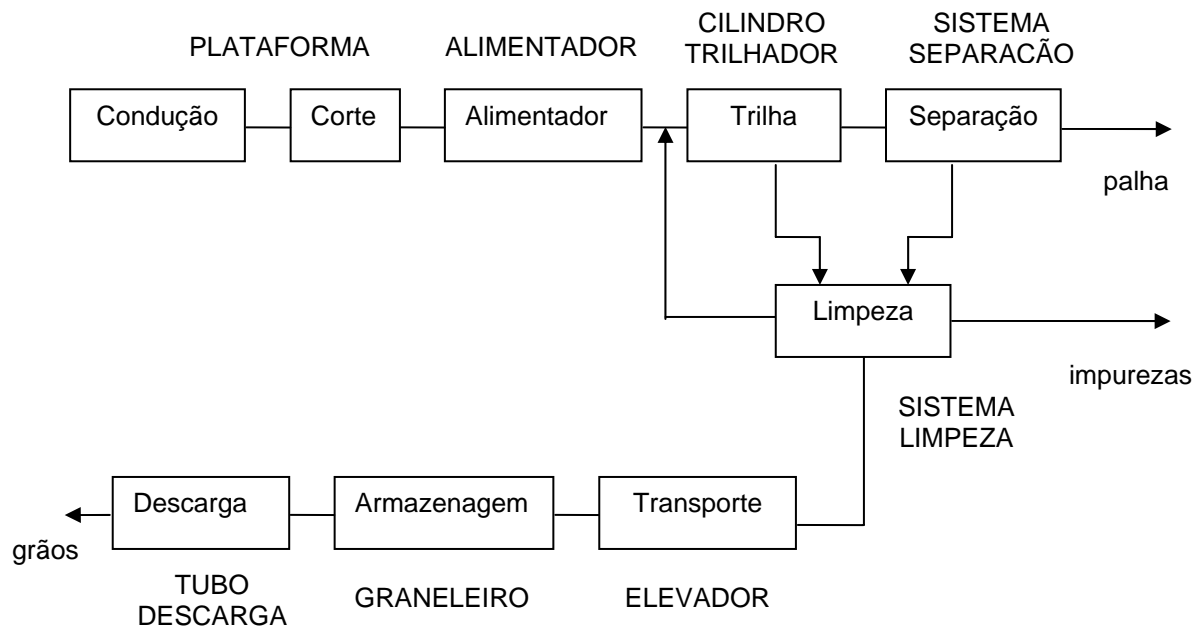 PLATAFORMA
ALIMENTADOR
CILINDRO
TRILHADOR
SISTEMA
SEPARACÃO
Condução
Corte
Alimentador
Trilha
Separação
palha
Limpeza
impurezas
SISTEMA
LIMPEZA
Descarga
Armazenagem
Transporte
grãos
TUBO
DESCARGA
GRANELEIRO
ELEVADOR